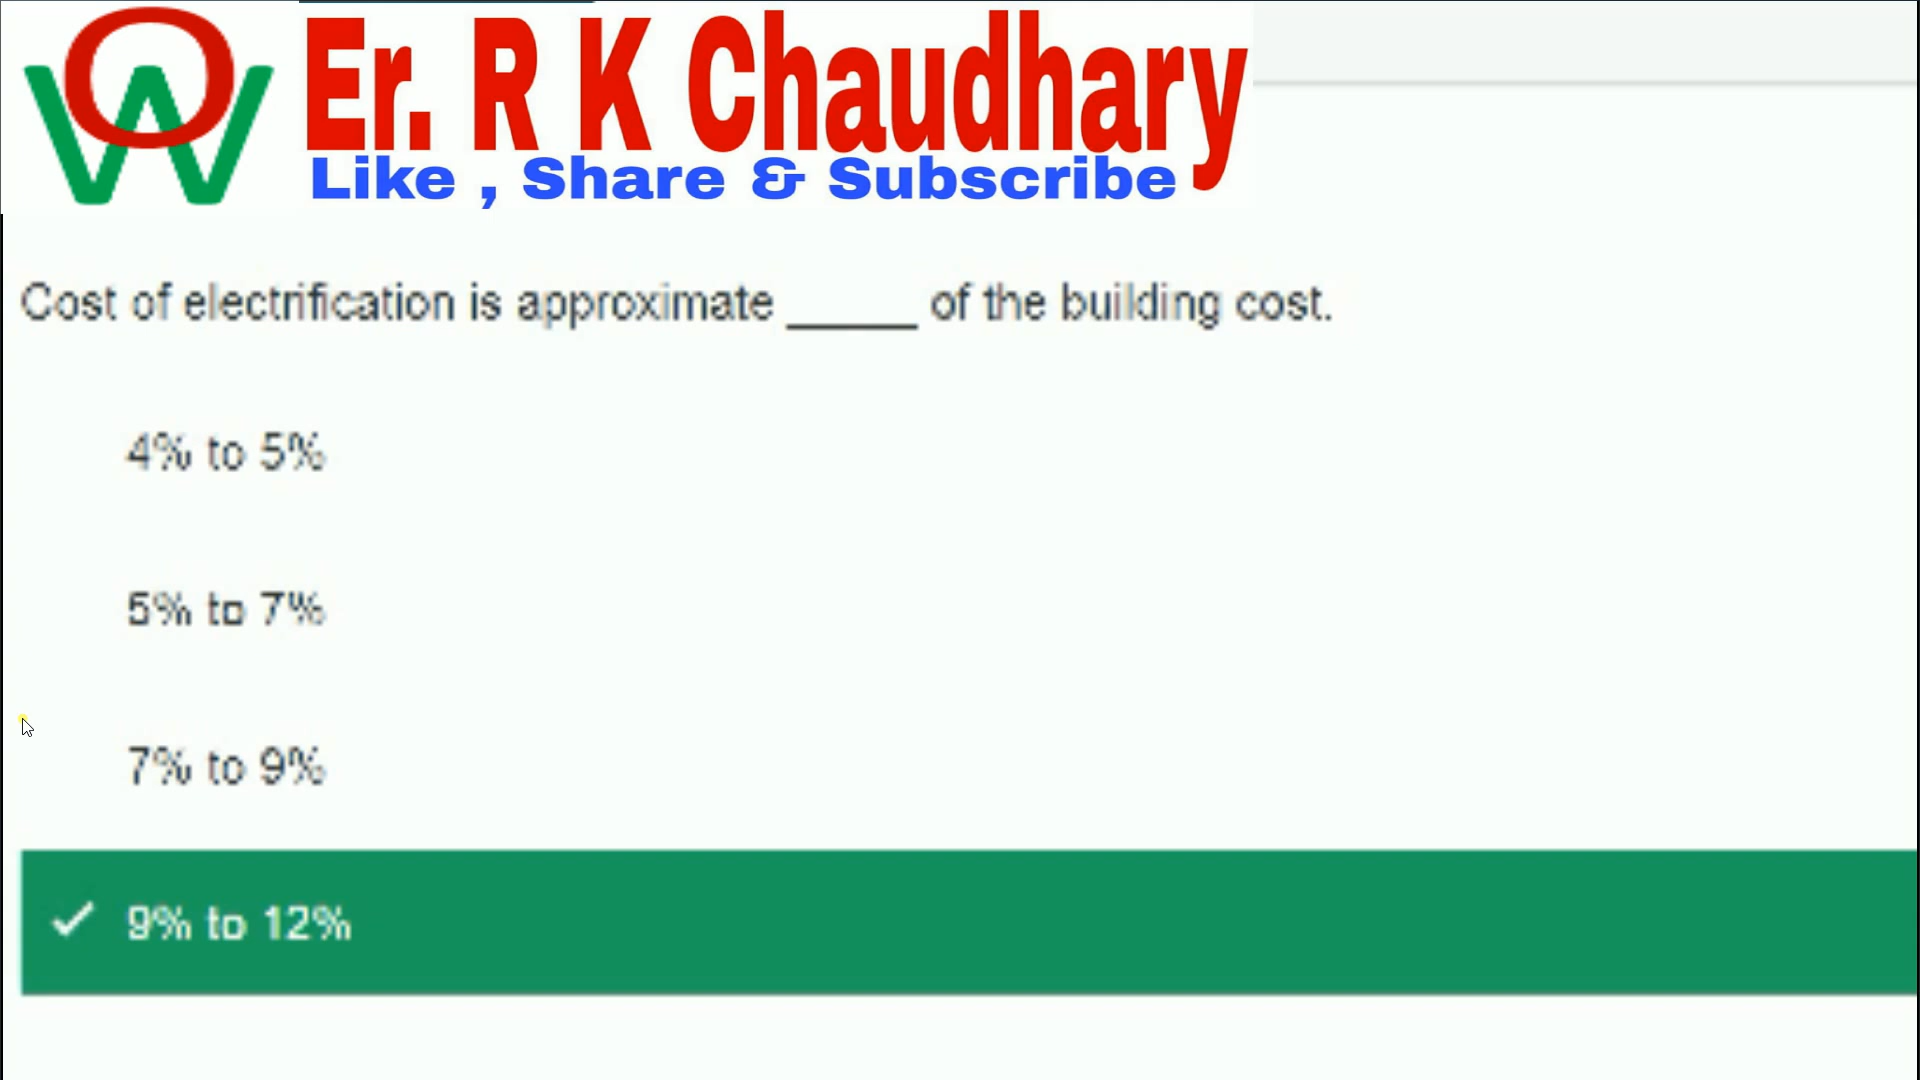 Er. R K Chaudhary
Like , Share & Subscribe
Cost of electrification is approximate _____ of the building cost.
4% to 5%
5% to 7%
7% to 9%
9% to 12%